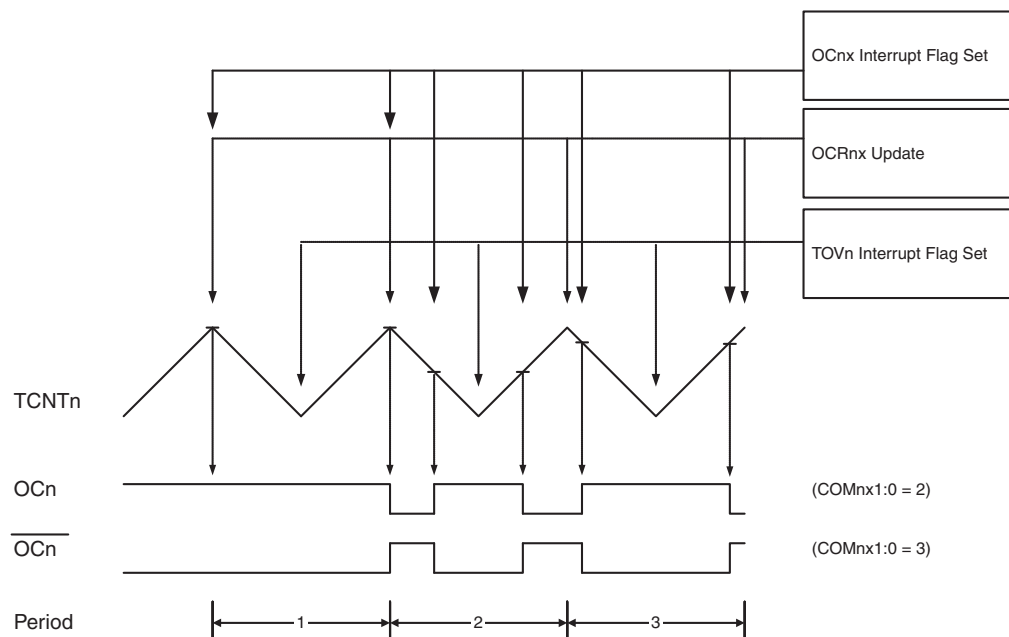 OCnx Interrupt Flag Set
OCRnx Update
TOVn Interrupt Flag Set
TCNTn
OCn (COMnx1:0 = 2)
OCn (COMnx1:0 = 3)
Period 1 2 3